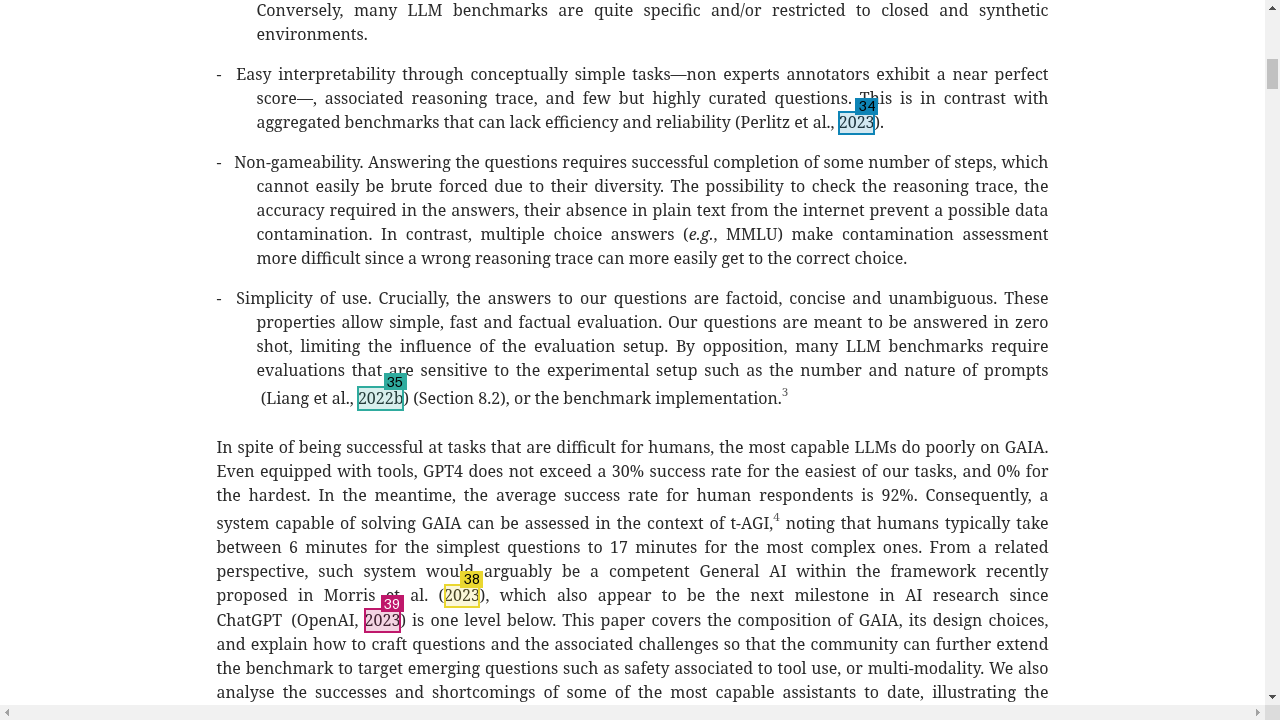 Conversely, many LLM benchmarks are quite specific and/or restricted to closed and synthetic
environments.
- Easy interpretability through conceptually simple tasks—non experts annotators exhibit a near perfect
score—, associated reasoning trace, and few but highly curated questions. This is in contrast with
34
aggregated benchmarks that can lack efficiency and reliability (Perlitz et al., 2023).
- Non-gameability. Answering the questions requires successful completion of some number of steps, which
cannot easily be brute forced due to their diversity. The possibility to check the reasoning trace, the
accuracy required in the answers, their absence in plain text from the internet prevent a possible data
contamination. In contrast, multiple choice answers (e.g., MMLU) make contamination assessment
more difficult since a wrong reasoning trace can more easily get to the correct choice.
- Simplicity of use. Crucially, the answers to our questions are factoid, concise and unambiguous. These
properties allow simple, fast and factual evaluation. Our questions are meant to be answered in zero
shot, limiting the influence of the evaluation setup. By opposition, many LLM benchmarks require
evaluations that are sensitive to the experimental setup such as the number and nature of prompts
35
(Liang et al., 2022b) (Section 8.2), or the benchmark implementation.3
In spite of being successful at tasks that are difficult for humans, the most capable LLMs do poorly on GAIA.
Even equipped with tools, GPT4 does not exceed a 30% success rate for the easiest of our tasks, and 0% for
the hardest. In the meantime, the average success rate for human respondents is 92%. Consequently, a
system capable of solving GAIA can be assessed in the context of t-AGI,4 noting that humans typically take
between 6 minutes for the simplest questions to 17 minutes for the most complex ones. From a related
perspective, such system would arguably be a competent General AI within the framework recently
38
proposed in Morris et al. (2023), which also appear to be the next milestone in AI research since
39
ChatGPT (OpenAI, 2023) is one level below. This paper covers the composition of GAIA, its design choices,
and explain how to craft questions and the associated challenges so that the community can further extend
the benchmark to target emerging questions such as safety associated to tool use, or multi-modality. We also
analyse the successes and shortcomings of some of the most capable assistants to date, illustrating the